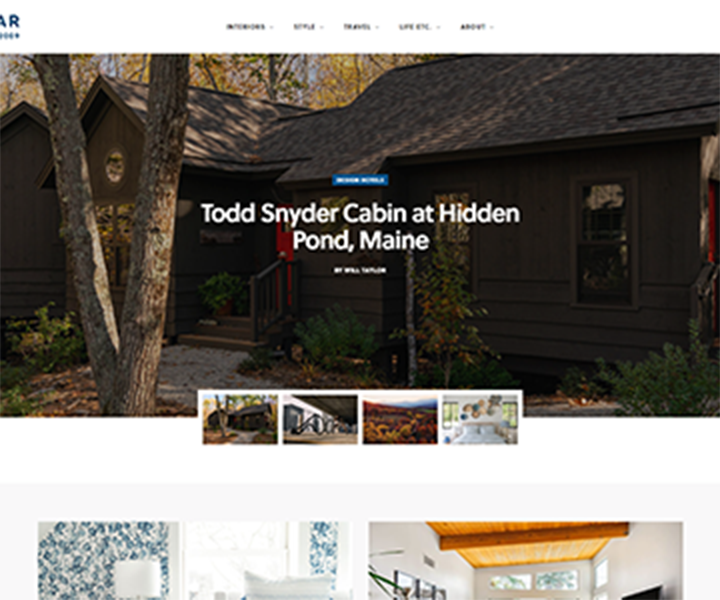 AR
2009
INTERIORS
STYLE
TRAVEL
LIFE ETC.
ABOUT
DESIGN HOTELS
Todd Snyder Cabin at Hidden
Pond, Maine
BY WILL TAYLOR